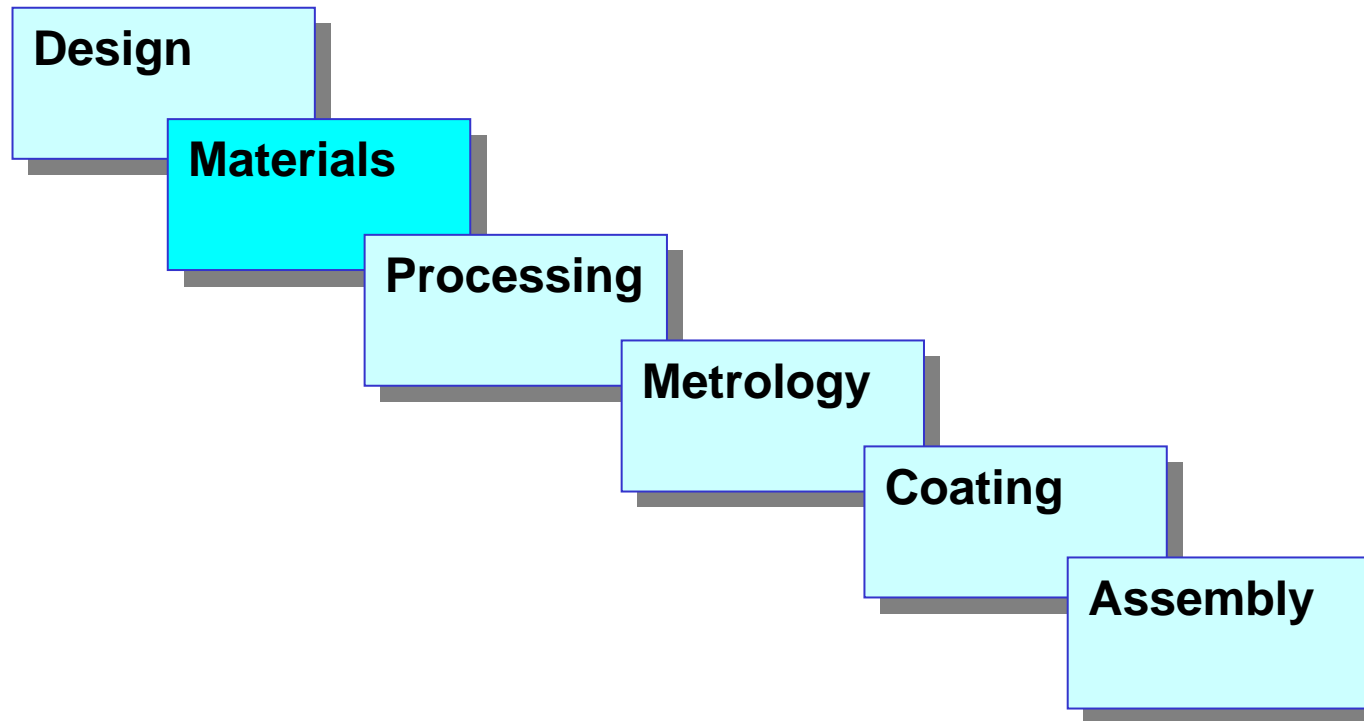 Design
Materials
Processing
Metrology
Coating
Assembly